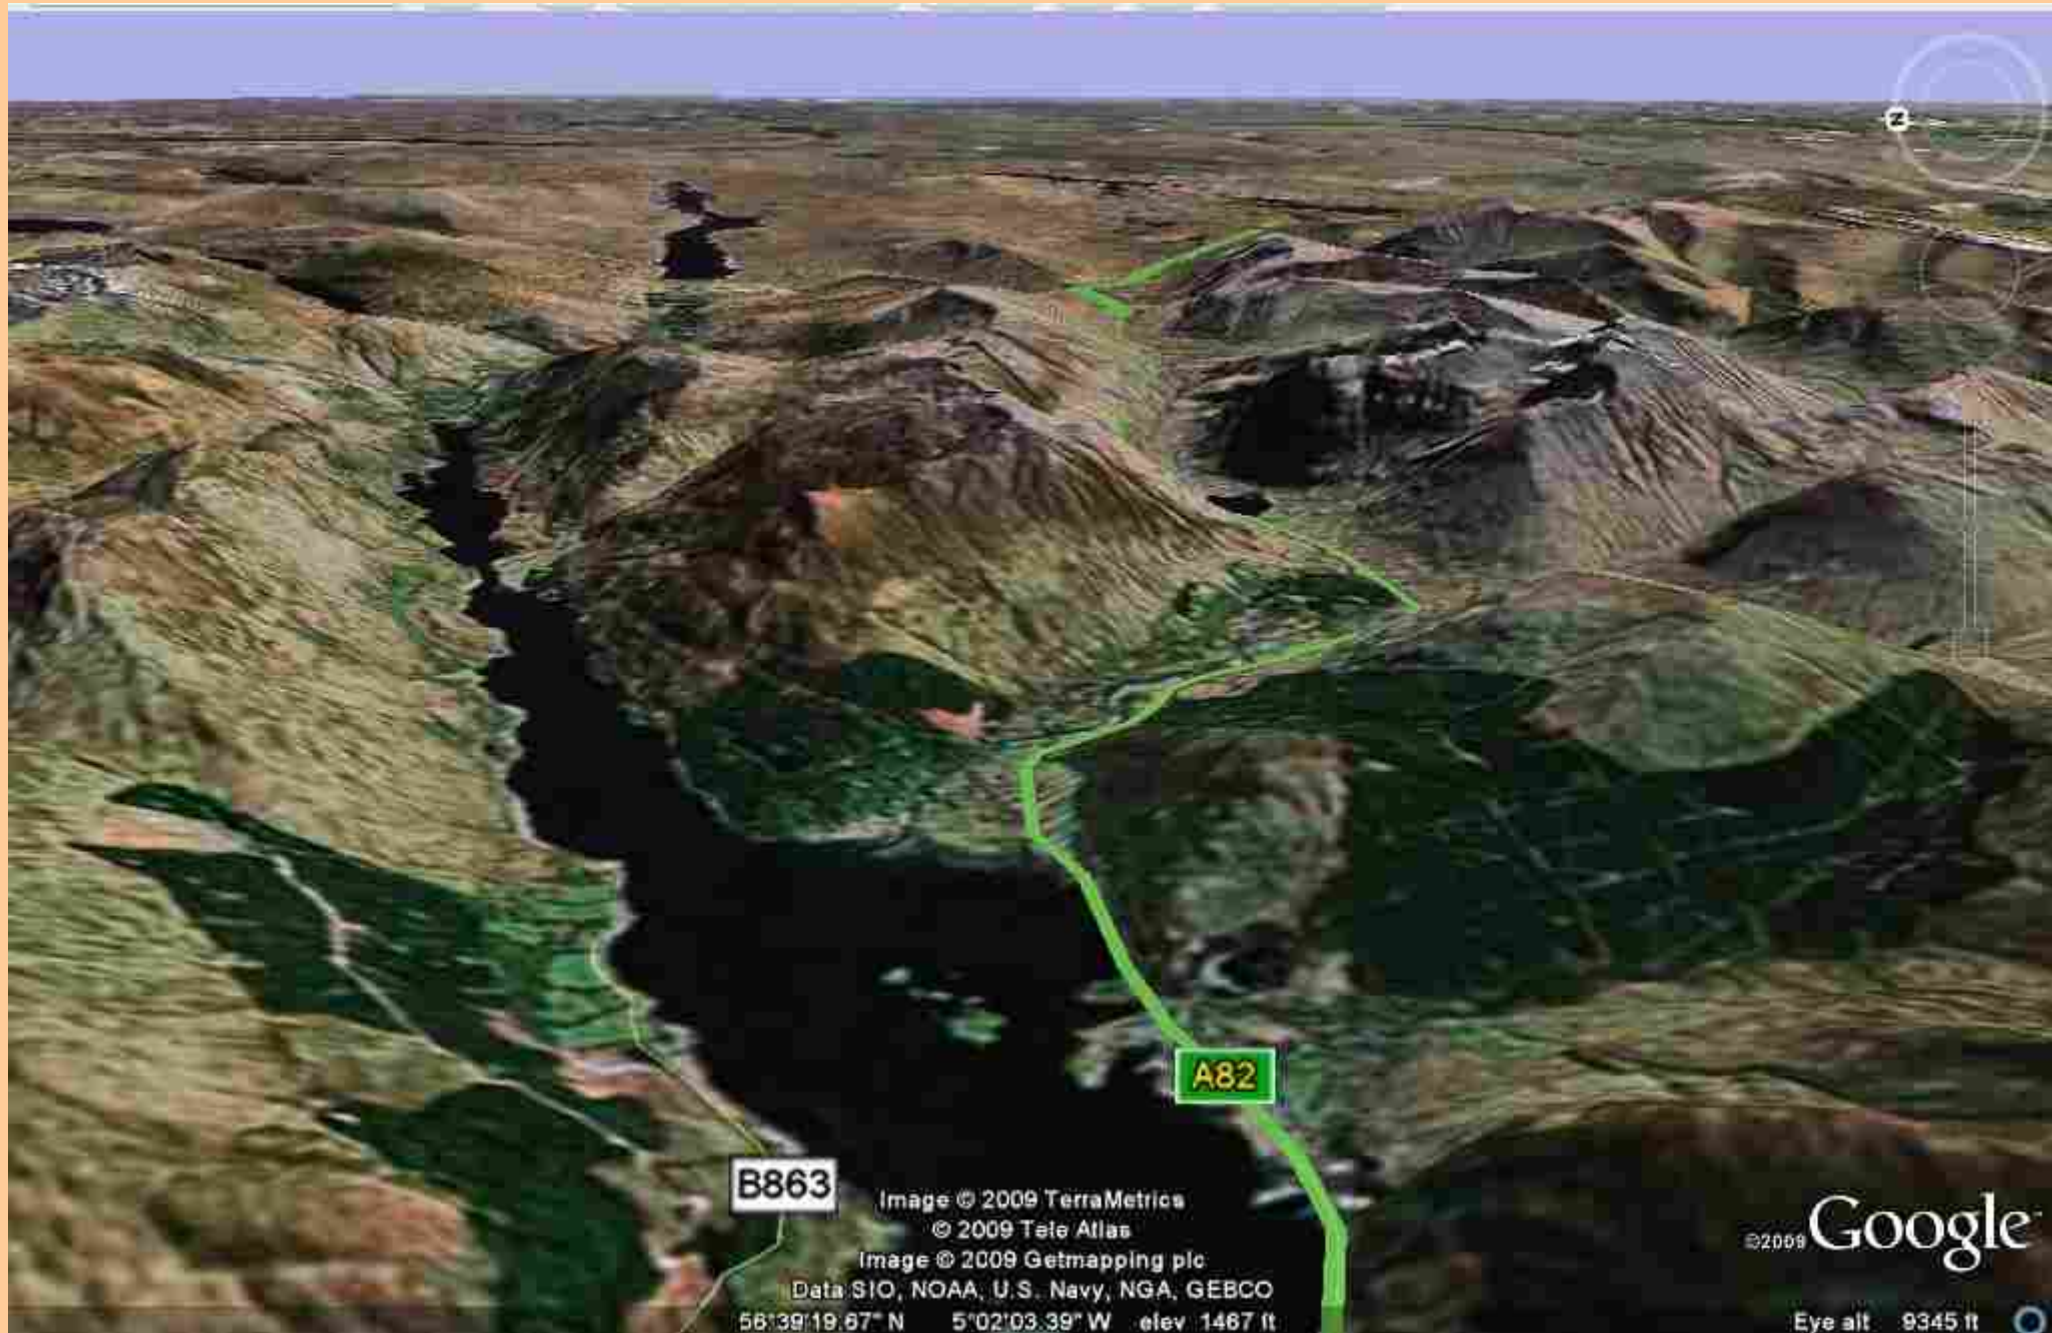 N
A82
B863
Image © 2009 TerraMetrics
© 2009 Tele Atlas
Image © 2009 Getmapping plc
Data SIO, NOAA, U.S. Navy, NGA, GEBCO
56°39'19.67" N 5°02'03.39" W elev 1467 ft
©2009 Google
Eye alt 9345 ft